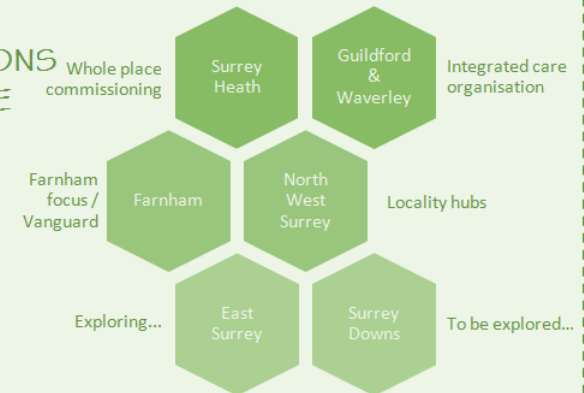 ONS
Whole place
commissioning
Surrey
Heath
Guildford
&
Waverley
Integrated care
organisation
Farnham
focus /
Vanguard
Farnham
North
West
Surrey
Locality hubs
Exploring...
East
Surrey
Surrey
Downs
To be explored...